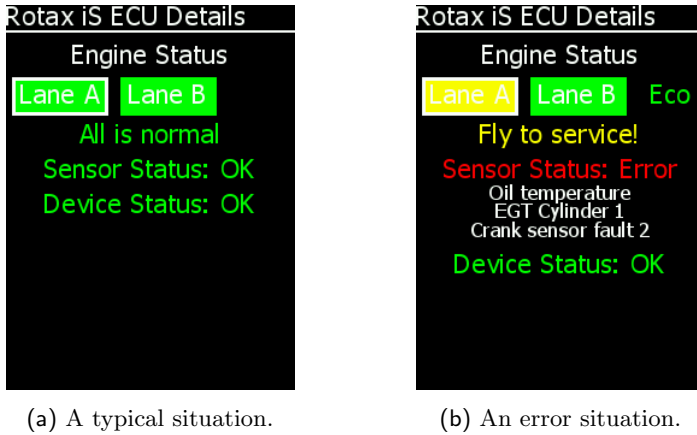 Rotax iS ECU Details
Engine Status
Lane A Lane B
All is normal
Sensor Status: OK
Device Status: OK
(a) A typical situation.
Rotax iS ECU Details
Engine Status
Lane A Lane B Eco
Fly to service!
Sensor Status: Error
Oil temperature
EGT Cylinder 1
Crank sensor fault 2
Device Status: OK
(b) An error situation.